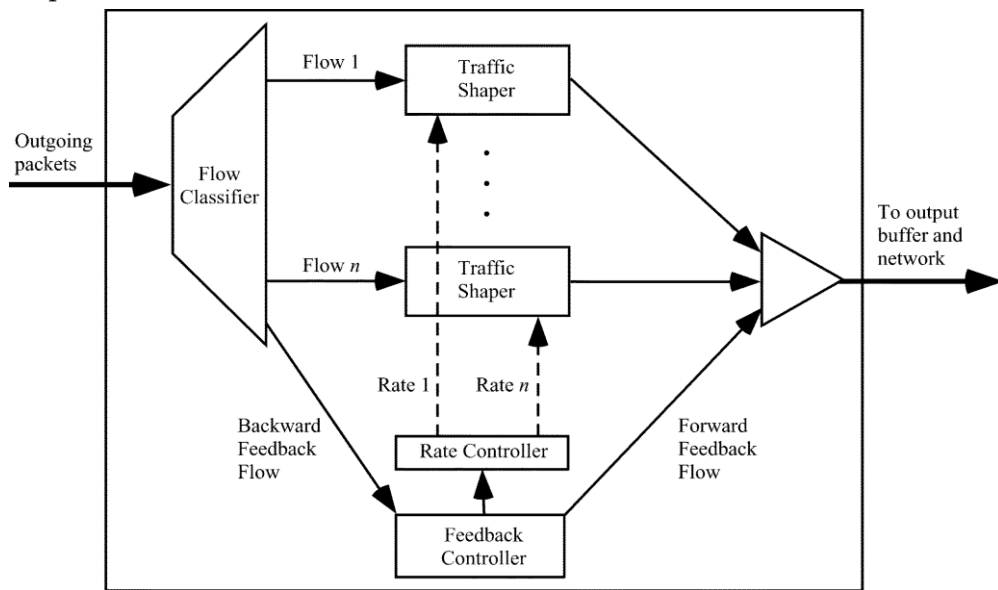 Flow 1
Traffic
Shaper
Outgoing
packets
Flow
Classifier
To output
buffer and
network
Flow n
Traffic
Shaper
Rate 1
Rate n
Backward
Feedback
Flow
Forward
Feedback
Flow
Rate Controller
Feedback
Controller